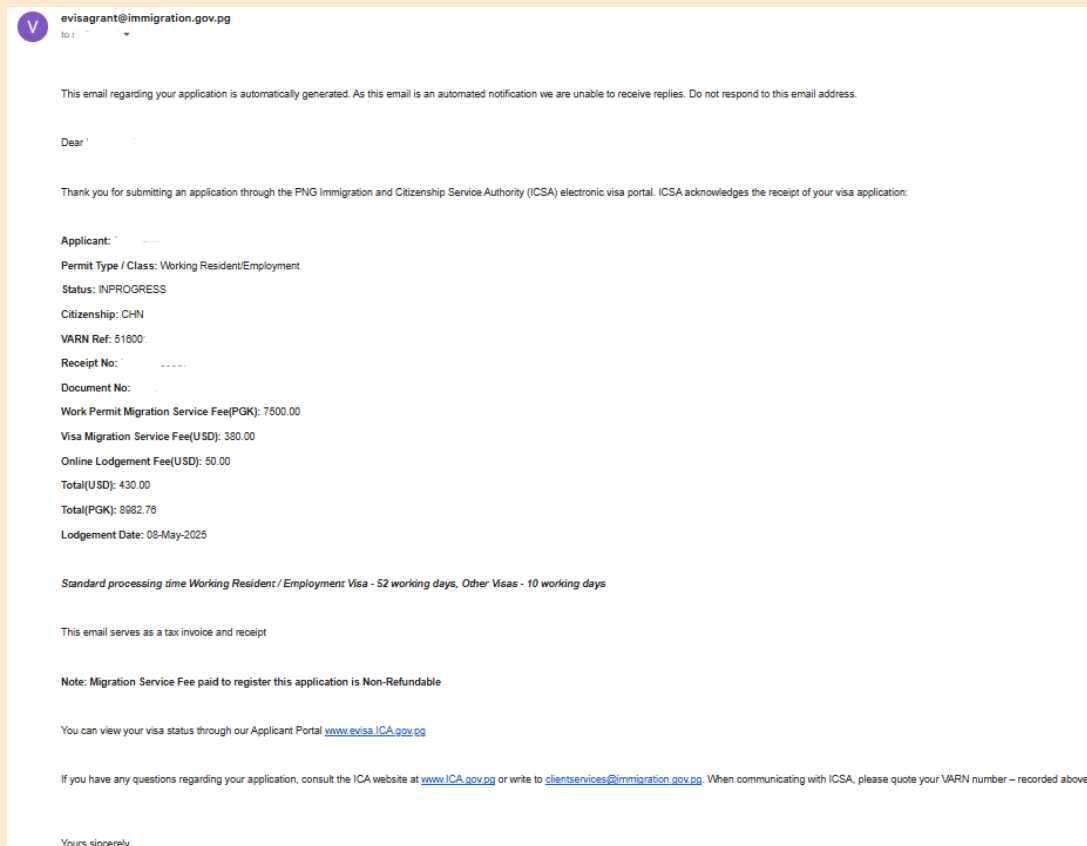 V
evisagrant@immigration.gov.pg
to
This email regarding your application is automatically generated. As this email is an automated notification we are unable to receive replies. Do not respond to this email address.
Dear
Thank you for submitting an application through the PNG Immigration and Citizenship Service Authority (ICSA) electronic visa portal. ICSA acknowledges the receipt of your visa application:
Applicant:
Permit Type / Class: Working Resident/Employment
Status: INPROGRESS
Citizenship: CHN
VARN Ref: 51600
Receipt No:
Document No:
Work Permit Migration Service Fee(PGK): 7500.00
Visa Migration Service Fee(USD): 380.00
Online Lodgement Fee(USD): 50.00
Total(USD): 430.00
Total(PGK): 8982.76
Lodgement Date: 08-May-2025
Standard processing time Working Resident / Employment Visa - 52 working days, Other Visas - 10 working days
This email serves as a tax invoice and receipt
Note: Migration Service Fee paid to register this application is Non-Refundable
You can view your visa status through our Applicant Portal www.evisa.ICA.gov.pg
If you have any questions regarding your application, consult the ICA website at www.ICA.gov.pg or write to clientservices@immigration.gov.pg. When communicating with ICSA, please quote your VARN number – recorded above
Yours sincerely